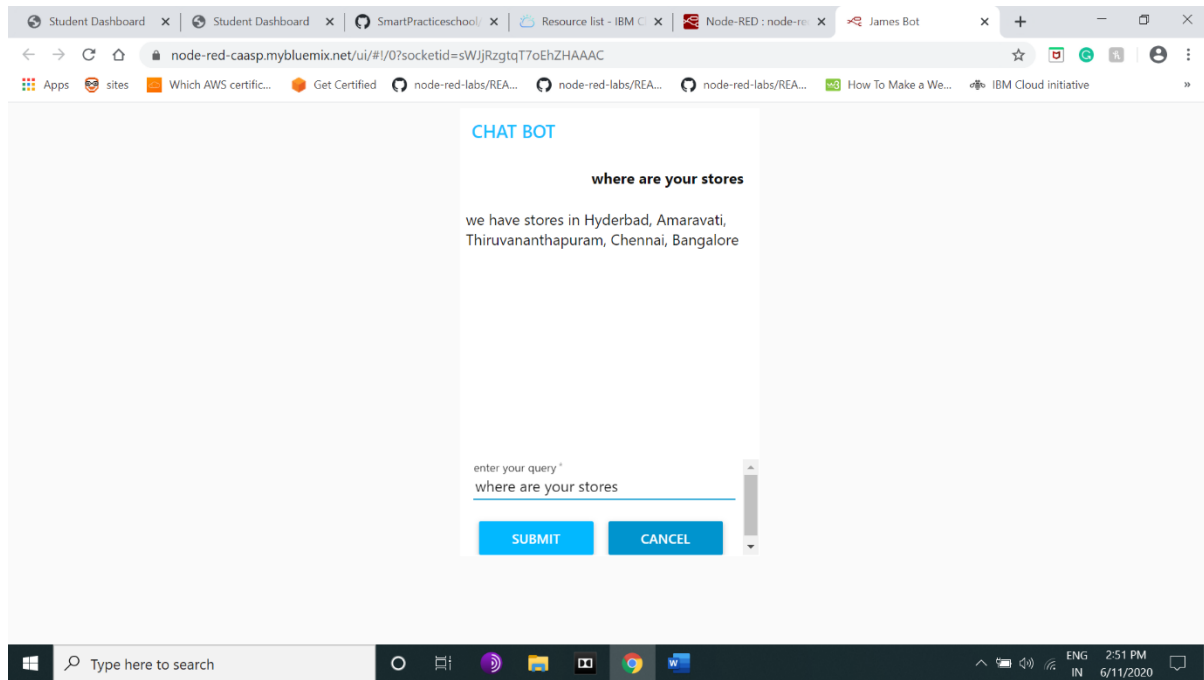 Student Dashboard
Student Dashboard
SmartPracticeschool/
Resource list - IBM C
Node-RED : node-re
James Bot
node-red-caasp.mybluemix.net/ui/#!/0?socketid=sWJjRzgtqT7oEhZHAAAC
Apps sites Which AWS certific... Get Certified node-red-labs/REA... node-red-labs/REA... node-red-labs/REA... How To Make a We... IBM Cloud initiative »
CHAT BOT
where are your stores
we have stores in Hyderbad, Amaravati,
Thiruvananthapuram, Chennai, Bangalore
enter your query *
where are your stores
SUBMIT CANCEL
Type here to search
ENG
IN
2:51 PM
6/11/2020